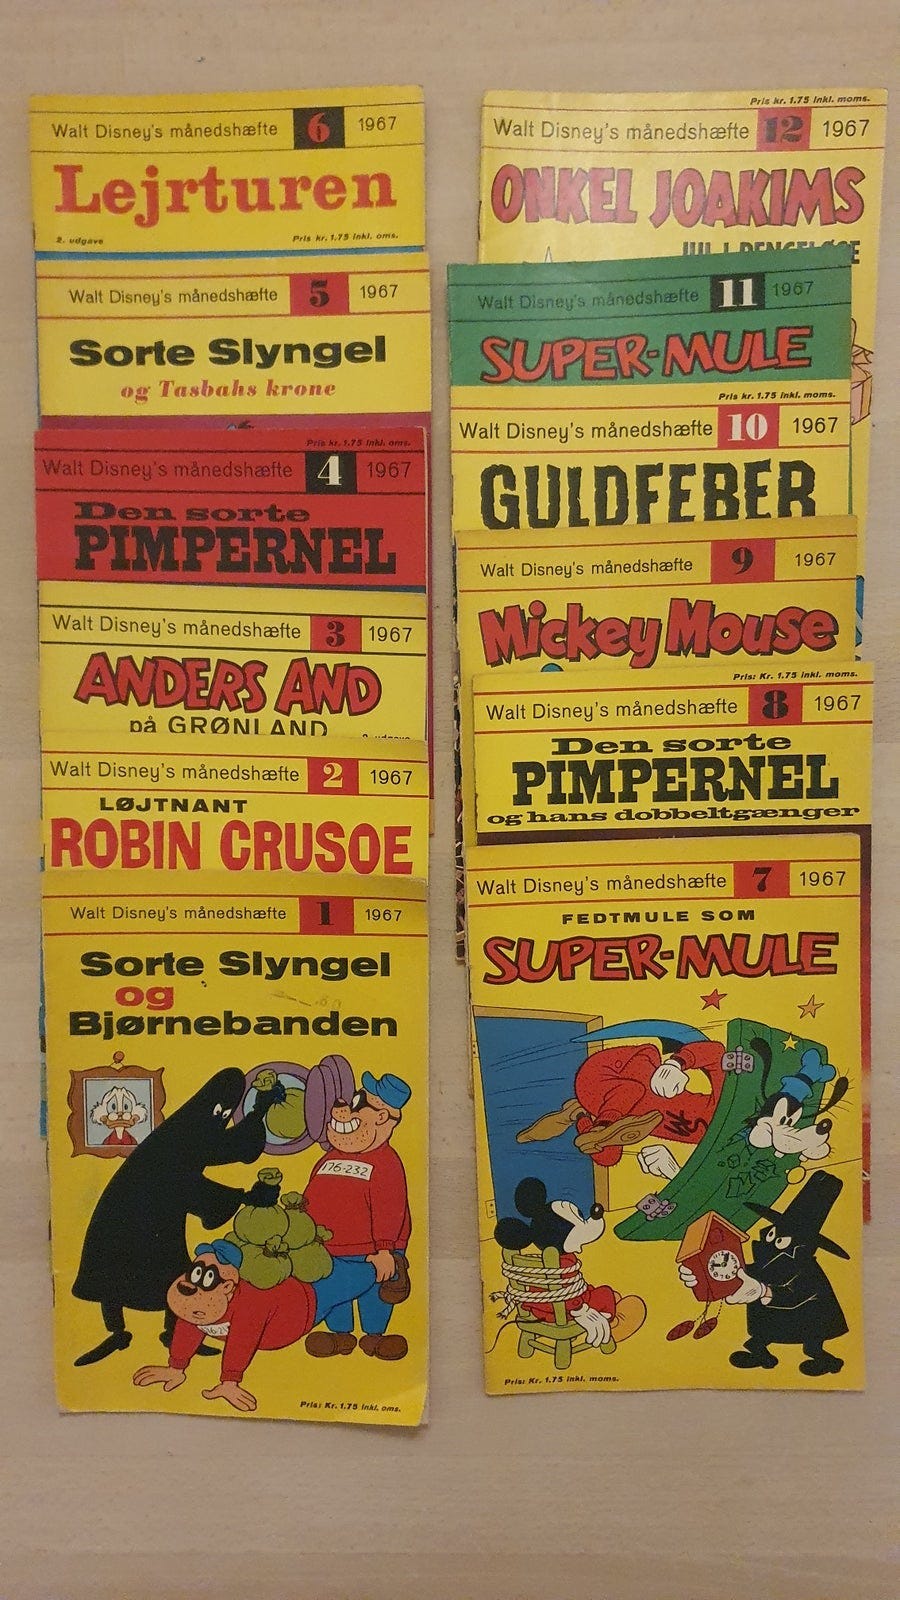 Walt Disney's månedshæfte 6 1967
Lejrturen
2. udgave Pris kr. 1.75 inkl. oms.
Walt Disney's månedshæfte 5 1967
Sorte Slyngel
og Tasbahs krone
Pris kr. 1.75 inkl. oms.
Walt Disney's månedshæfte 4 1967
Den sorte
PIMPERNEL
Walt Disney's månedshæfte 3 1967
ANDERS AND
på GRØNLAND
2. udgave
Walt Disney's månedshæfte 2 1967
LØJTNANT
ROBIN CRUSOE
Walt Disney's månedshæfte 1 1967
Sorte Slyngel
og
Bjørnebanden
176-232
Pris: Kr. 1.75 inkl. oms.
Pris kr. 1.75 inkl. moms.
Walt Disney's månedshæfte 12 1967
ONKEL JOAKIMS
JUL I PENGELØSE
Walt Disney's månedshæfte 11 1967
SUPER-MULE
Pris kr. 1.75 inkl. moms.
Walt Disney's månedshæfte 10 1967
GULDFEBER
Walt Disney's månedshæfte 9 1967
Mickey Mouse
Pris: Kr. 1.75 inkl. moms.
Walt Disney's månedshæfte 8 1967
Den sorte
PIMPERNEL
og hans dobbeltgænger
Walt Disney's månedshæfte 7 1967
FEDTMULE SOM
SUPER-MULE
Pris: Kr. 1.75 inkl. moms.